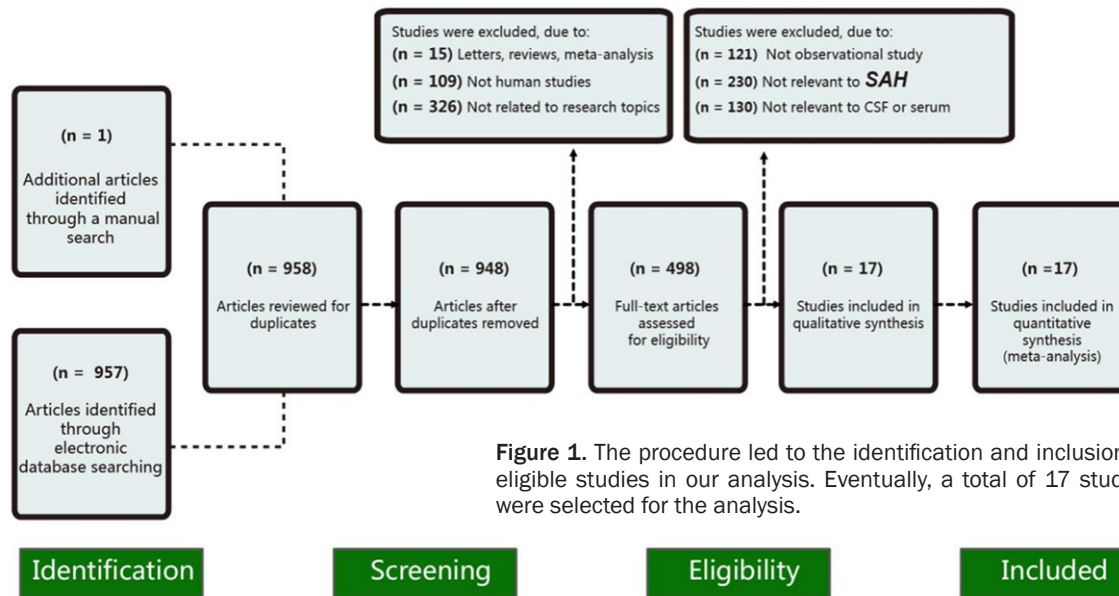 Studies were excluded, due to:
(n = 15) Letters, reviews, meta-analysis
(n = 109) Not human studies
(n = 326) Not related to research topics
Studies were excluded, due to:
(n = 121) Not observational study
(n = 230) Not relevant to SAH
(n = 130) Not relevant to CSF or serum
(n = 1)
Additional articles
identified
through a manual
search
(n = 957)
Articles identified
through
electronic
database searching
(n = 958)
Articles reviewed for
duplicates
(n = 948)
Articles after
duplicates removed
(n = 498)
Full-text articles
assessed
for eligibility
(n = 17)
Studies included in
qualitative synthesis
(n =17)
Studies included in
quantitative
synthesis
(meta-analysis)
Figure 1. The procedure led to the identification and inclusion
eligible studies in our analysis. Eventually, a total of 17 stud
were selected for the analysis.
Identification
Screening
Eligibility
Included